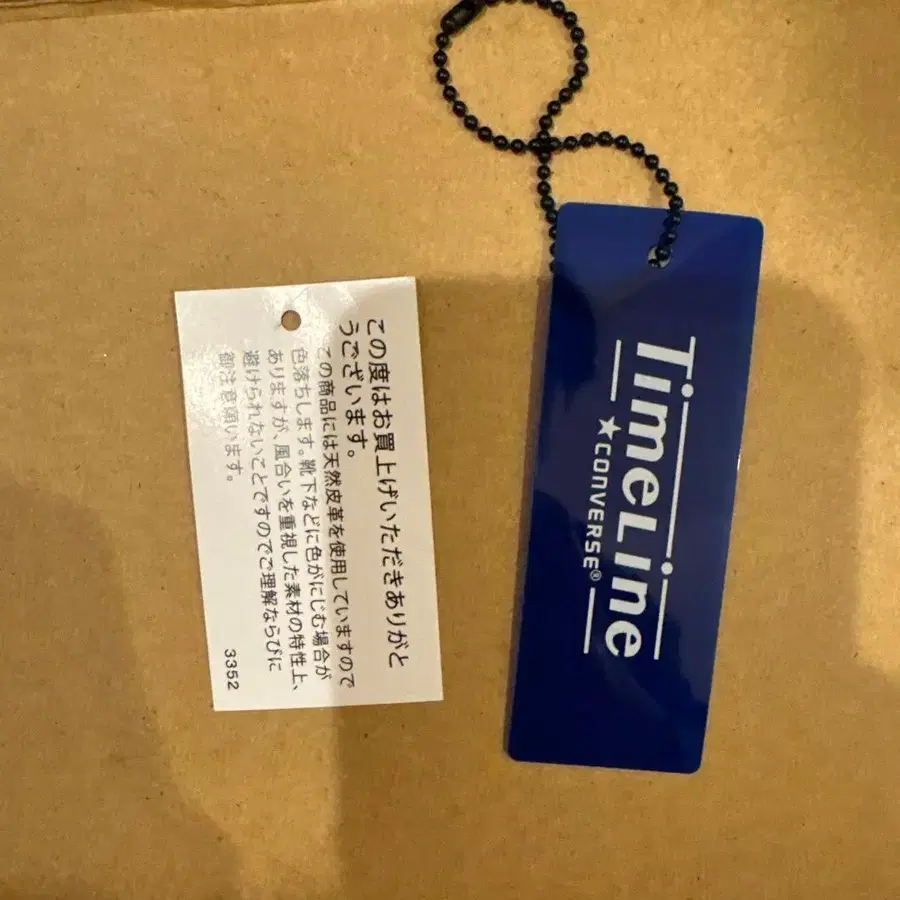 この度はお買上げいただきありがと
うございます。
この商品には天然皮革を使用していますので
色落ちします。靴下などに色がにじむ場合が
ありますが、風合いを重視した素材の特性上、
避けられないことですのでご理解ならびに
御注意願います。
3352
TimeLine
★CONVERSE®